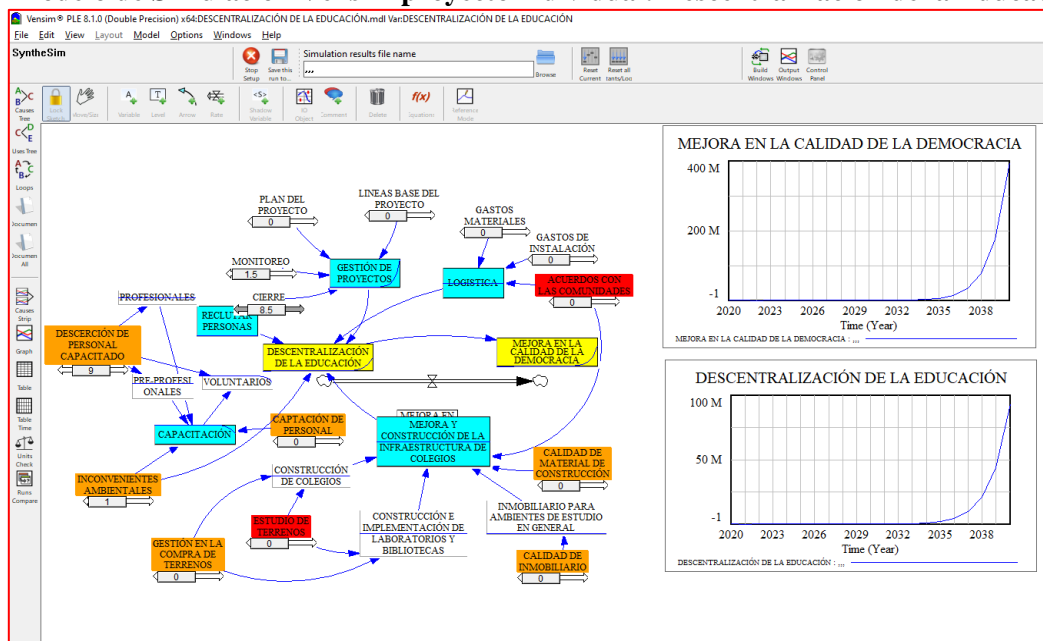 Vensim® PLE 8.1.0 (Double Precision) x64:DESCENTRALIZACIÓN DE LA EDUCACIÓN.mdl Var:DESCENTRALIZACIÓN DE LA EDUCACIÓN
File Edit View Layout Model Options Windows Help
SyntheSim
Stop Setup
Save this run to...
Simulation results file name
,,,
Browse
Reset Current
Reset all
Build Windows
Output Windows
Control Panel
Causes Tree
Lock Sketch
Move/Size
Variable
Level
Arrow
Rate
<S>
Shadow Variable
IO Object
Comment
Delete
f(x)
Equations
Reference Mode
Uses Tree
Loops
Documen
Documen All
Causes Strip
Graph
Table
Table Time
Units Check
Runs Compare
PLAN DEL
PROYECTO
0
LINEAS BASE DEL
PROYECTO
0
GASTOS
MATERIALES
0
GASTOS DE
INSTALACIÓN
0
MONITOREO
1.5
GESTIÓN DE
PROYECTOS
LOGISTICA
ACUERDOS CON
LAS COMUNIDADES
0
PROFESIONALES
CIERRE
8.5
RECLUTAR
PERSONAS
DESCERCIÓN DE
PERSONAL
CAPACITADO
9
DESCENTRALIZACIÓN
DE LA EDUCACIÓN
MEJORA EN LA
CALIDAD DE LA
DEMOCRACIA
PRE-PROFESI
ONALES
VOLUNTARIOS
CAPACITACIÓN
CAPTACIÓN DE
PERSONAL
0
MEJORA EN
MEJORA Y
CONSTRUCCIÓN DE LA
INFRAESTRUCTURA DE
COLEGIOS
CALIDAD DE
MATERIAL DE
CONSTRUCCIÓN
0
INCONVENIENTES
AMBIENTALES
1
CONSTRUCCIÓN
DE COLEGIOS
ESTUDIO DE
TERRENOS
0
CONSTRUCCIÓN E
IMPLEMENTACIÓN DE
LABORATORIOS Y
BIBLIOTECAS
INMOBILIARIO PARA
AMBIENTES DE ESTUDIO
EN GENERAL
GESTIÓN EN LA
COMPRA DE
TERRENOS
0
CALIDAD DE
INMOBILIARIO
0
MEJORA EN LA CALIDAD DE LA DEMOCRACIA
400 M
200 M
-1
2020 2023 2026 2029 2032 2035 2038
Time (Year)
MEJORA EN LA CALIDAD DE LA DEMOCRACIA : ,,,
DESCENTRALIZACIÓN DE LA EDUCACIÓN
100 M
50 M
-1
2020 2023 2026 2029 2032 2035 2038
Time (Year)
DESCENTRALIZACIÓN DE LA EDUCACIÓN : ,,,